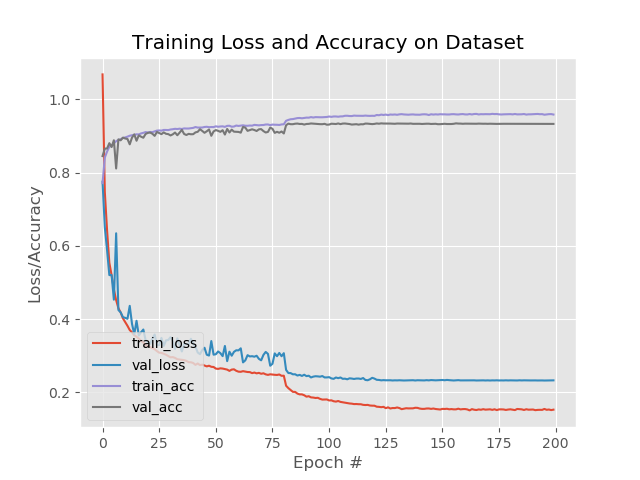 Training Loss and Accuracy on Dataset
Loss/Accuracy
1.0
0.8
0.6
0.4
0.2
train_loss
val_loss
train_acc
val_acc
0 25 50 75 100 125 150 175 200
Epoch #